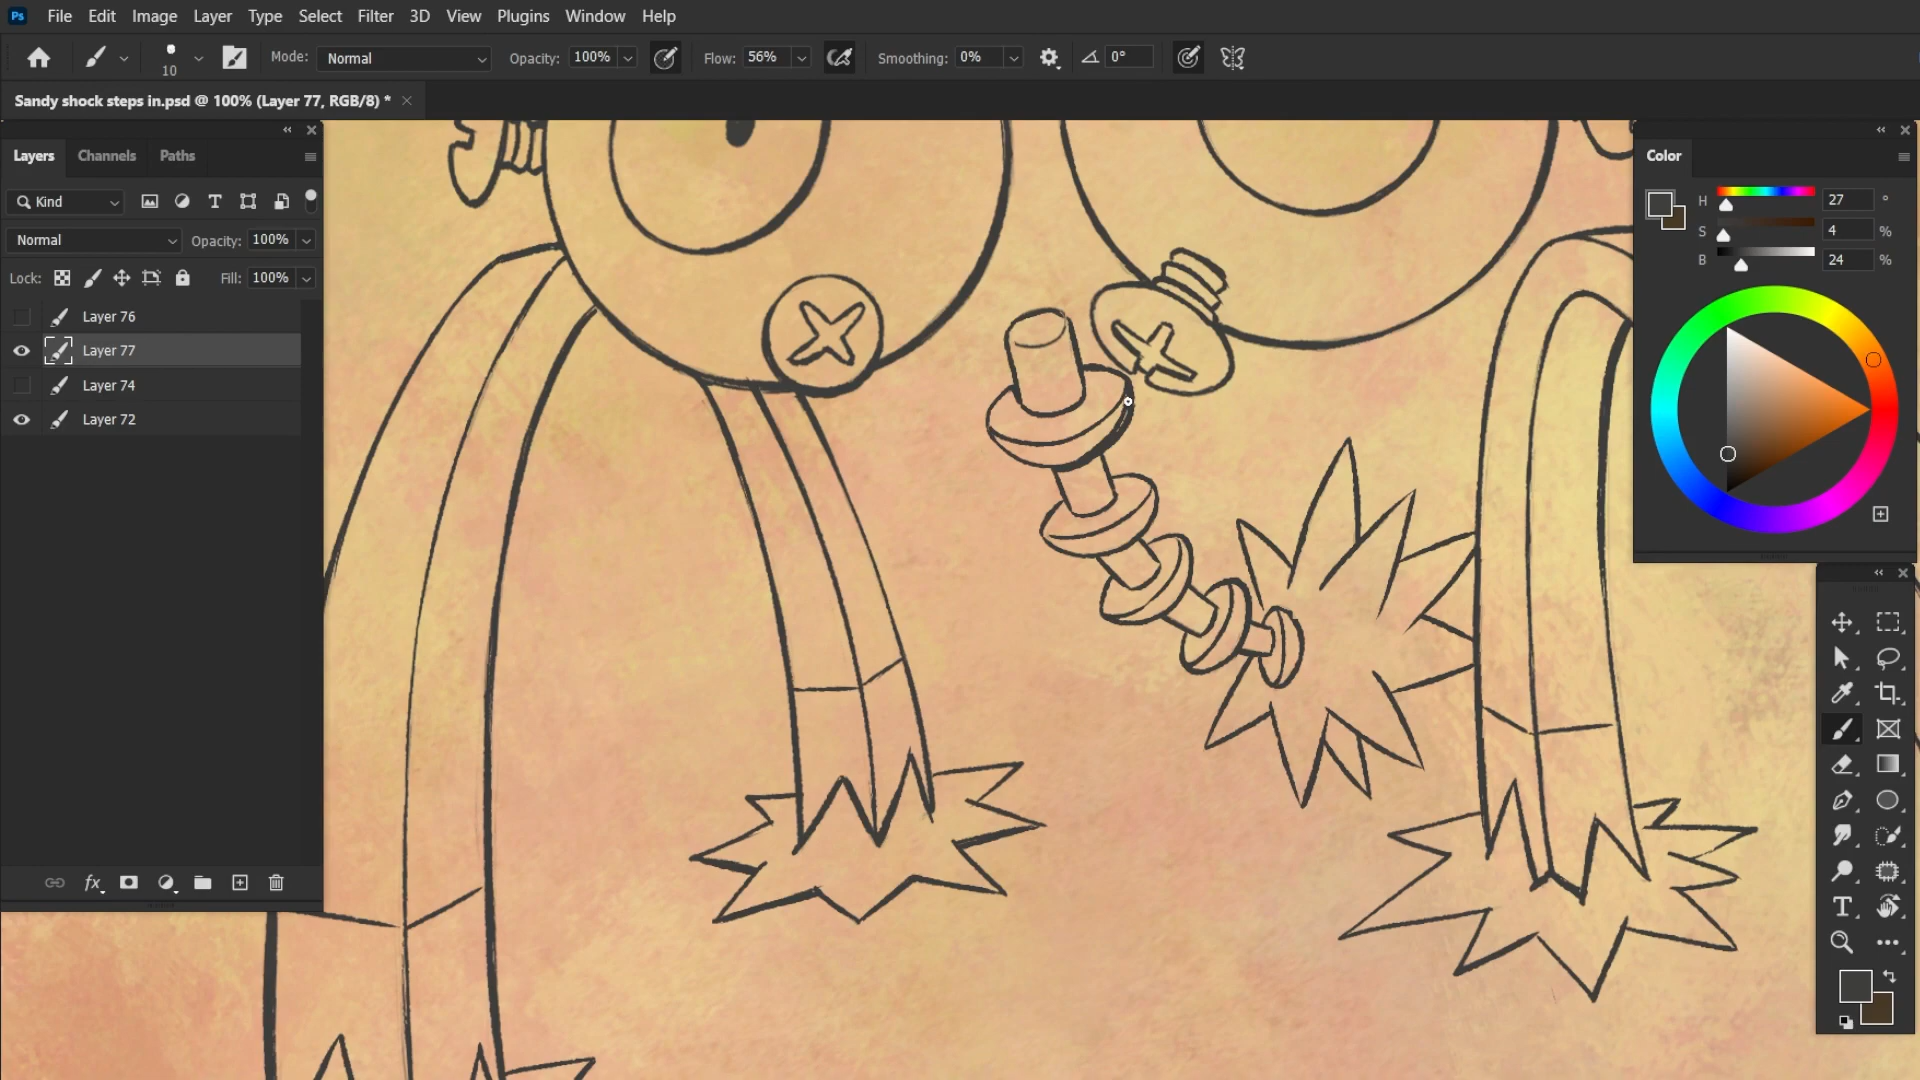 Ps File Edit Image Layer Type Select Filter 3D View Plugins Window Help
10 Mode: Normal Opacity: 100% Flow: 56% Smoothing: 0% 0°
Sandy shock steps in.psd @ 100% (Layer 77, RGB/8) *
Layers Channels Paths
Kind
Normal Opacity: 100%
Lock: Fill: 100%
Layer 76
Layer 77
Layer 74
Layer 72
fx
Color
H 27 °
S 4 %
B 24 %